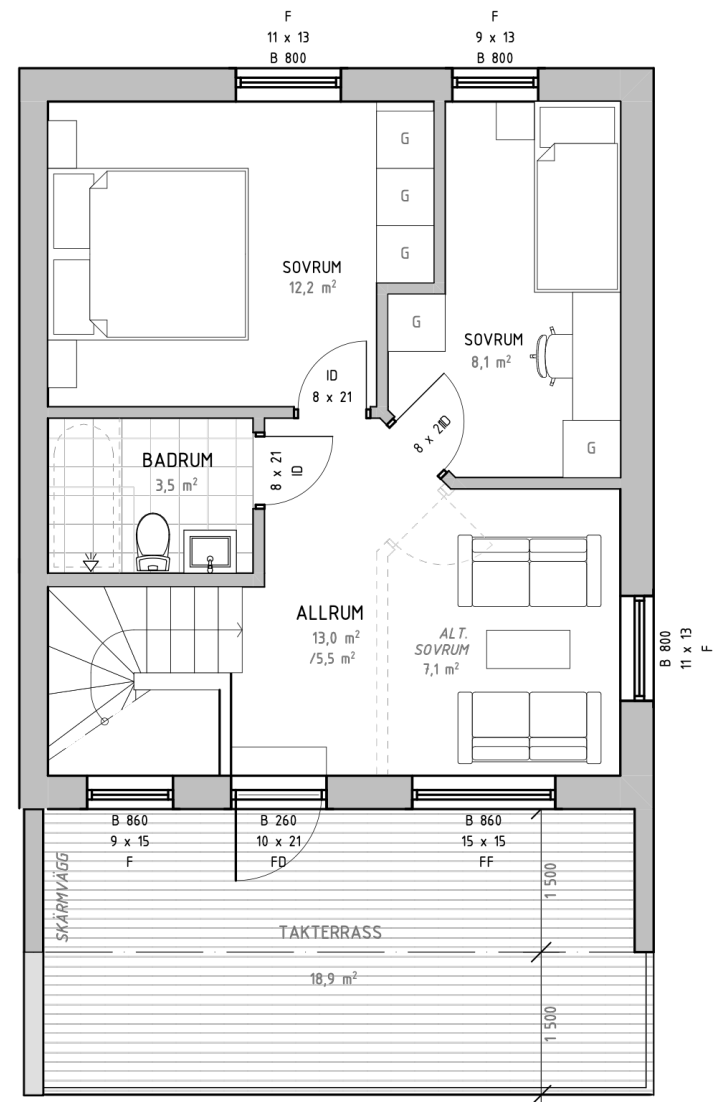 F
11 x 13
B 800
F
9 x 13
B 800
G
G
G
SOVRUM
12,2 m²
G
SOVRUM
8,1 m²
ID
8 x 21
8 x 21
ID
G
BADRUM
3,5 m²
8 x 21
ID
ALLRUM
13,0 m²
/5,5 m²
ALT.
SOVRUM
7,1 m²
B 800
11 x 13
F
B 860
9 x 15
F
B 260
10 x 21
FD
B 860
15 x 15
FF
SKÄRMVÄGG
1 500
TAKTERRASS
18,9 m²
1 500